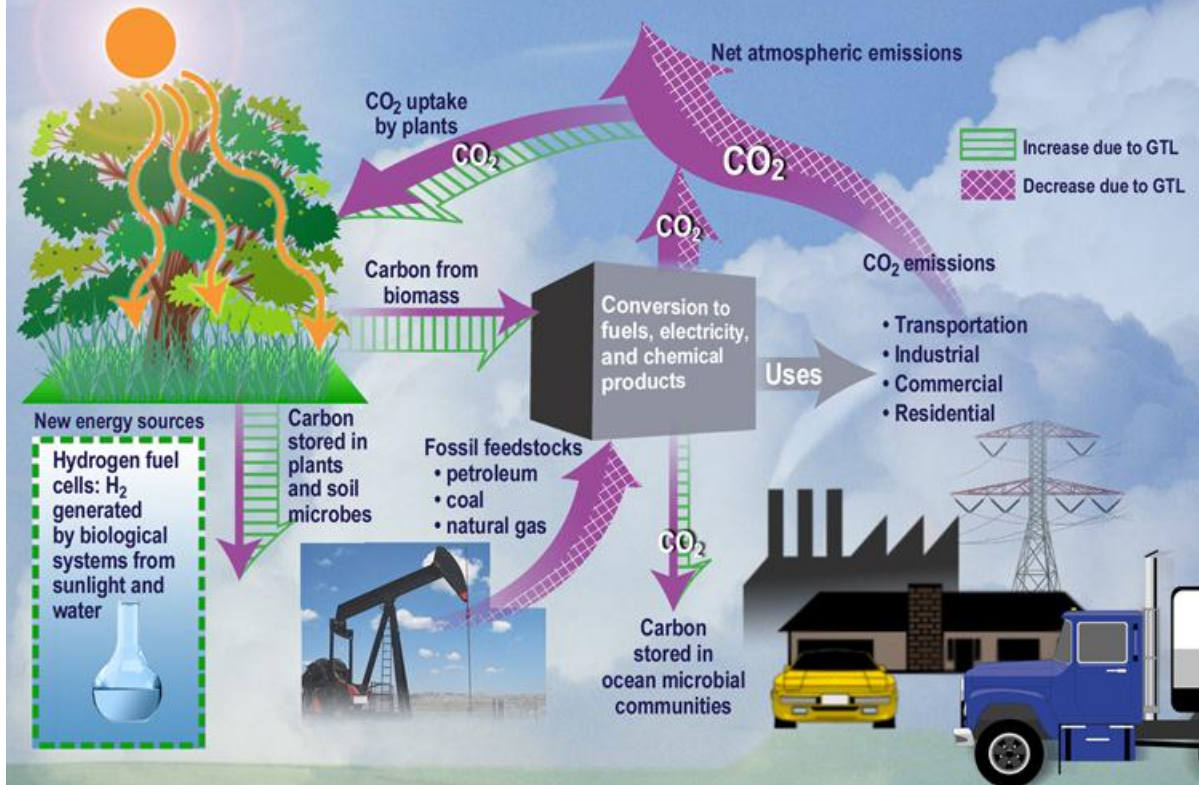 Net atmospheric emissions
CO₂ uptake
by plants
CO₂
CO₂
Increase due to GTL
Decrease due to GTL
CO₂
CO₂ emissions
Carbon from
biomass
Conversion to
fuels, electricity,
and chemical
products
Uses
• Transportation
• Industrial
• Commercial
• Residential
New energy sources
Hydrogen fuel
cells: H₂
generated
by biological
systems from
sunlight and
water
Carbon
stored in
plants
and soil
microbes
Fossil feedstocks
• petroleum
• coal
• natural gas
CO₂
Carbon
stored in
ocean microbial
communities